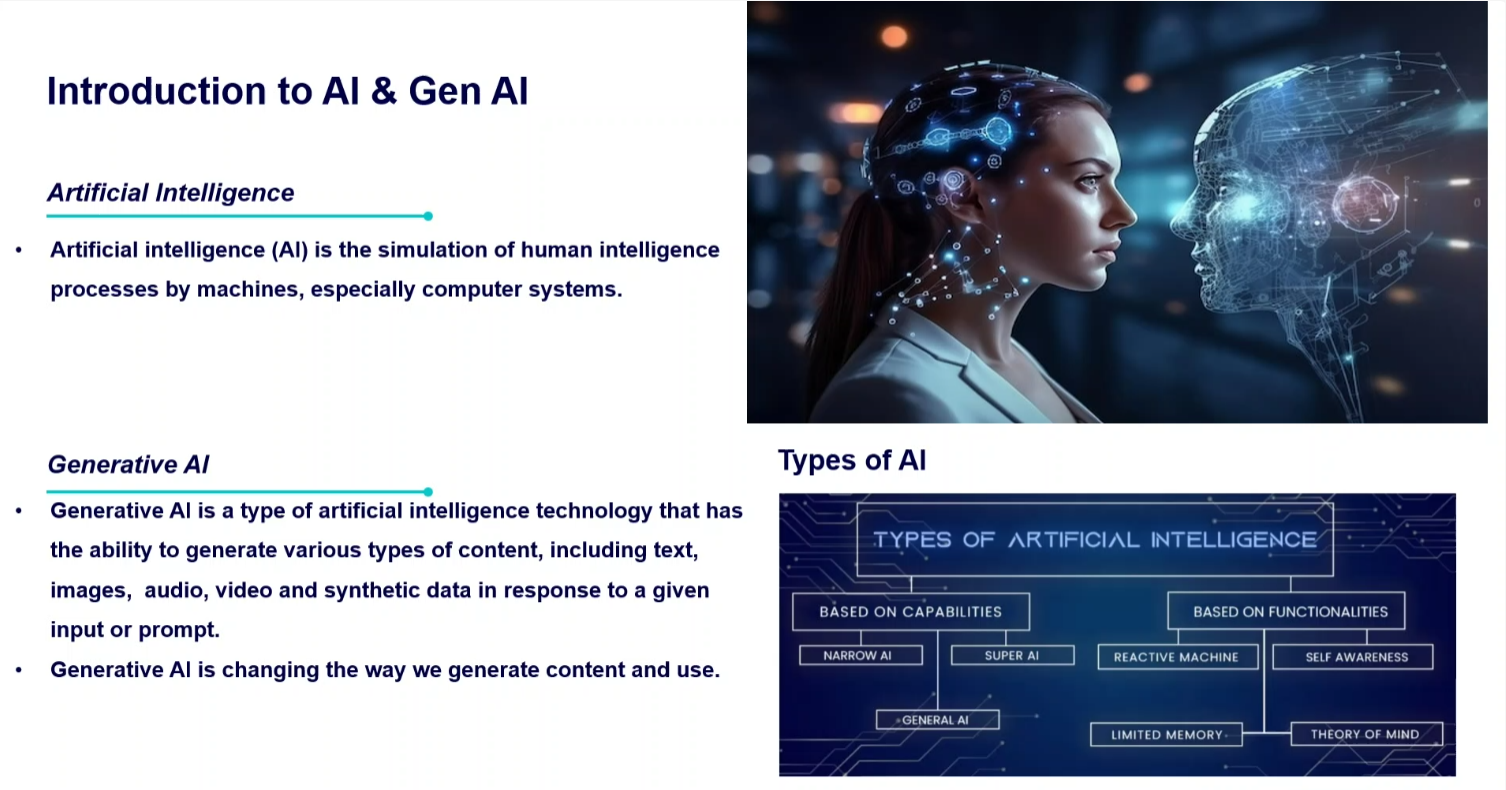 Introduction to AI & Gen AI
Artificial Intelligence
• Artificial intelligence (AI) is the simulation of human intelligence
processes by machines, especially computer systems.
Generative AI
• Generative AI is a type of artificial intelligence technology that has
the ability to generate various types of content, including text,
images,  audio, video and synthetic data in response to a given
input or prompt.
• Generative AI is changing the way we generate content and use.
Types of AI
TYPES OF ARTIFICIAL INTELLIGENCE
BASED ON CAPABILITIES
NARROW AI
SUPER AI
GENERAL AI
BASED ON FUNCTIONALITIES
REACTIVE MACHINE
SELF AWARENESS
LIMITED MEMORY
THEORY OF MIND